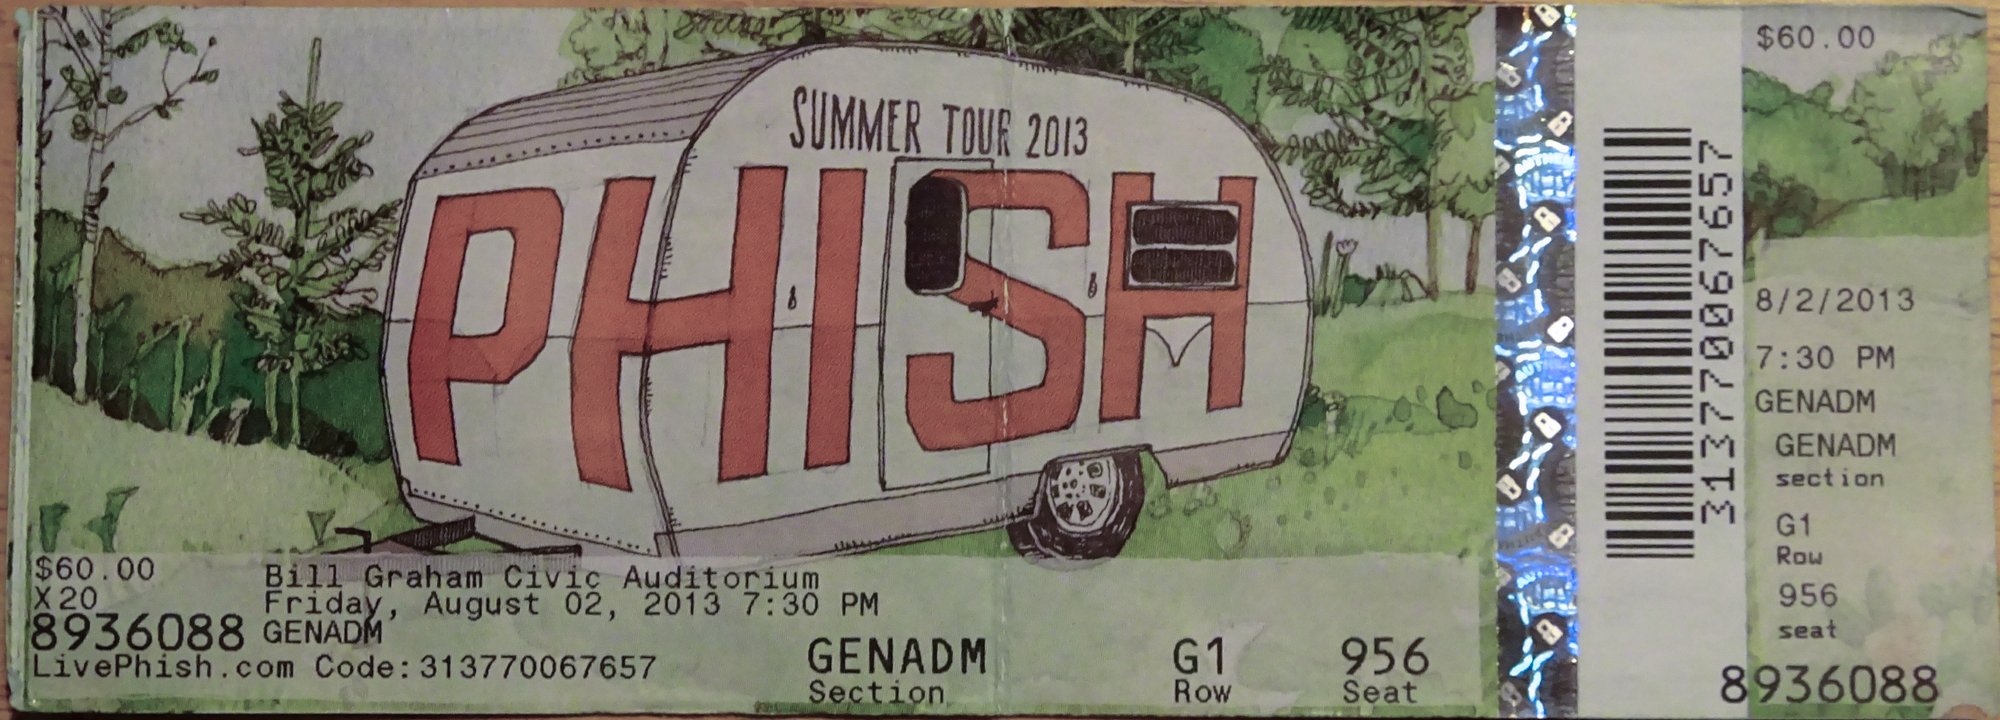 SUMMER TOUR 2013
PHISH
$60.00
X20
8936088
Bill Graham Civic Auditorium
Friday, August 02, 2013 7:30 PM
GENADM
LivePhish.com Code:313770067657
GENADM
Section
G1
Row
956
Seat
313770067657
$60.00
8/2/2013
7:30 PM
GENADM
GENADM
section
G1
Row
956
seat
8936088